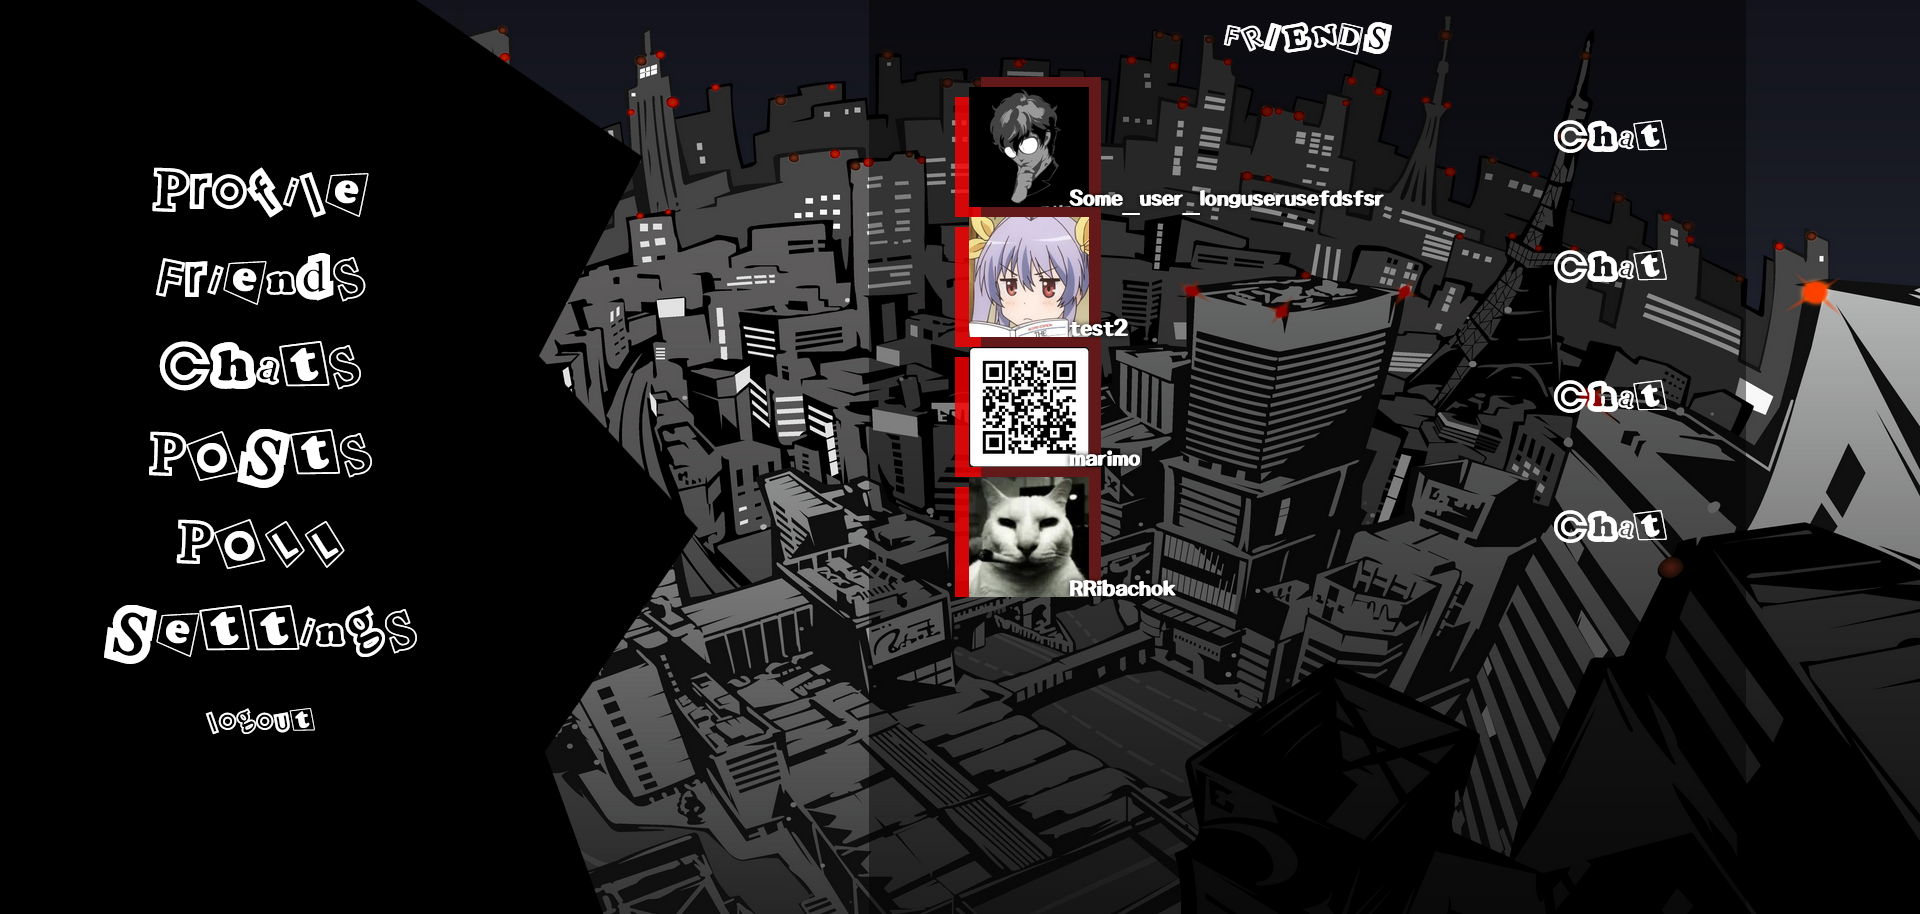 Profile
Friends
Chats
Posts
Poll
Settings
logout
FRIENDS
Some_user_longuserusefdsfsr
Chat
test2
Chat
marimo
Chat
RRibachok
Chat